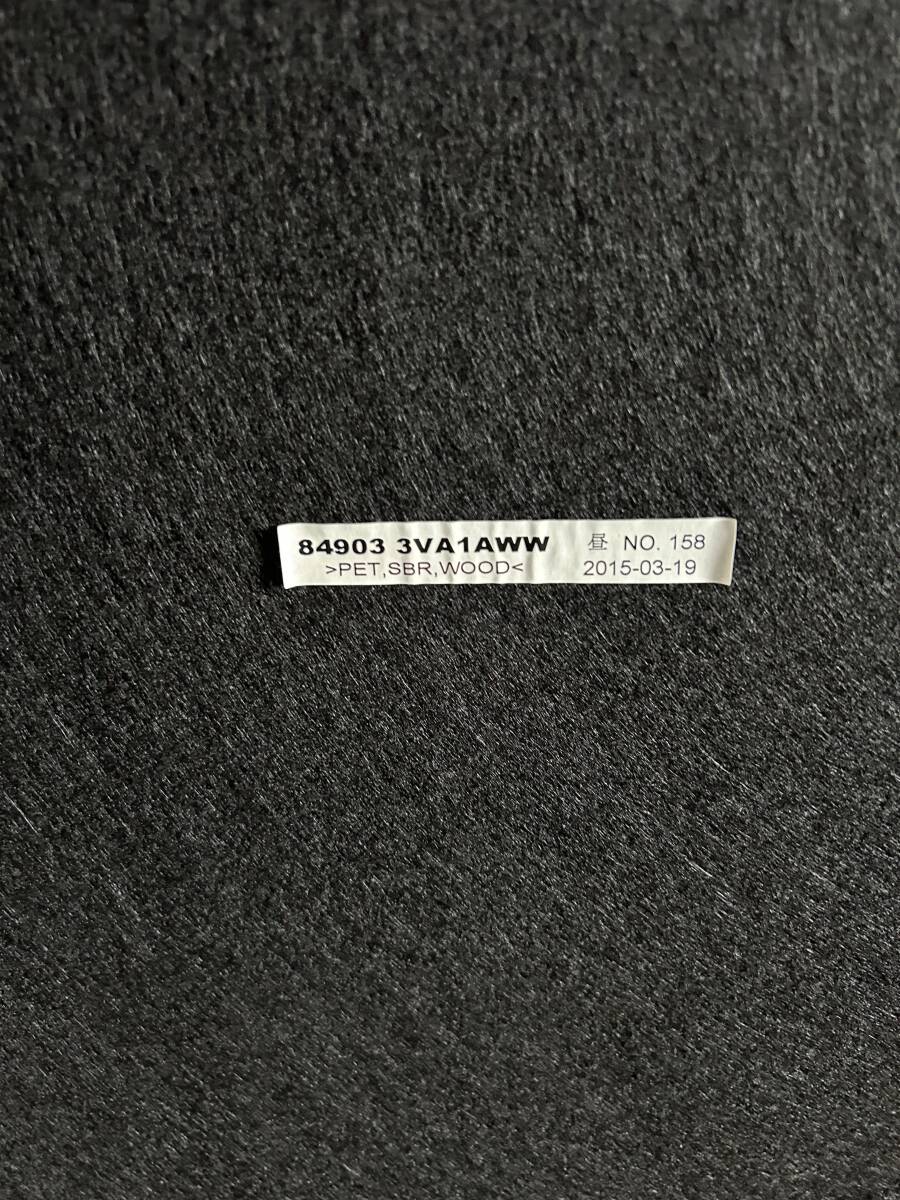 84903 3VA1AWW 昼 NO. 158
>PET,SBR,WOOD< 2015-03-19